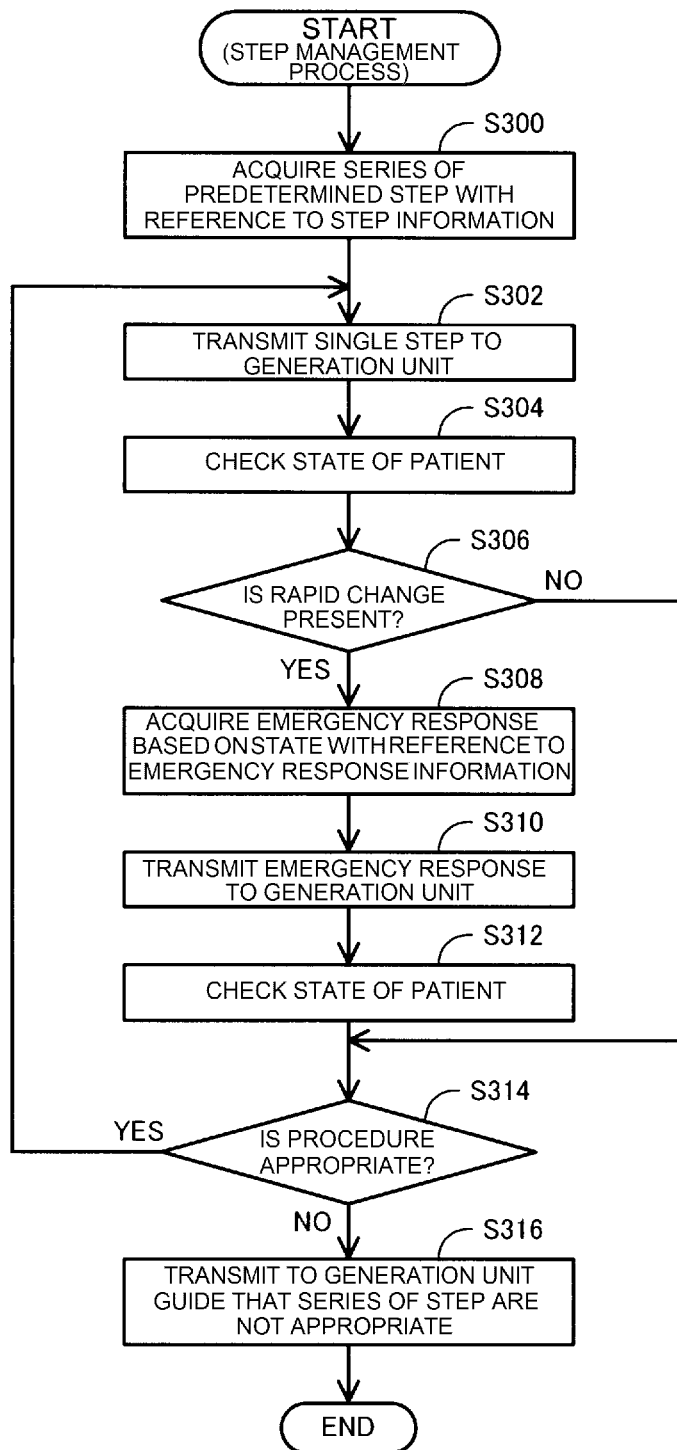 START
(STEP MANAGEMENT
PROCESS)
S300
ACQUIRE SERIES OF
PREDETERMINED STEP WITH
REFERENCE TO STEP INFORMATION
S302
TRANSMIT SINGLE STEP TO
GENERATION UNIT
S304
CHECK STATE OF PATIENT
S306
IS RAPID CHANGE
PRESENT?
NO
YES
S308
ACQUIRE EMERGENCY RESPONSE
BASED ON STATE WITH REFERENCE TO
EMERGENCY RESPONSE INFORMATION
S310
TRANSMIT EMERGENCY RESPONSE
TO GENERATION UNIT
S312
CHECK STATE OF PATIENT
S314
YES
IS PROCEDURE
APPROPRIATE?
NO
S316
TRANSMIT TO GENERATION UNIT
GUIDE THAT SERIES OF STEP ARE
NOT APPROPRIATE
END